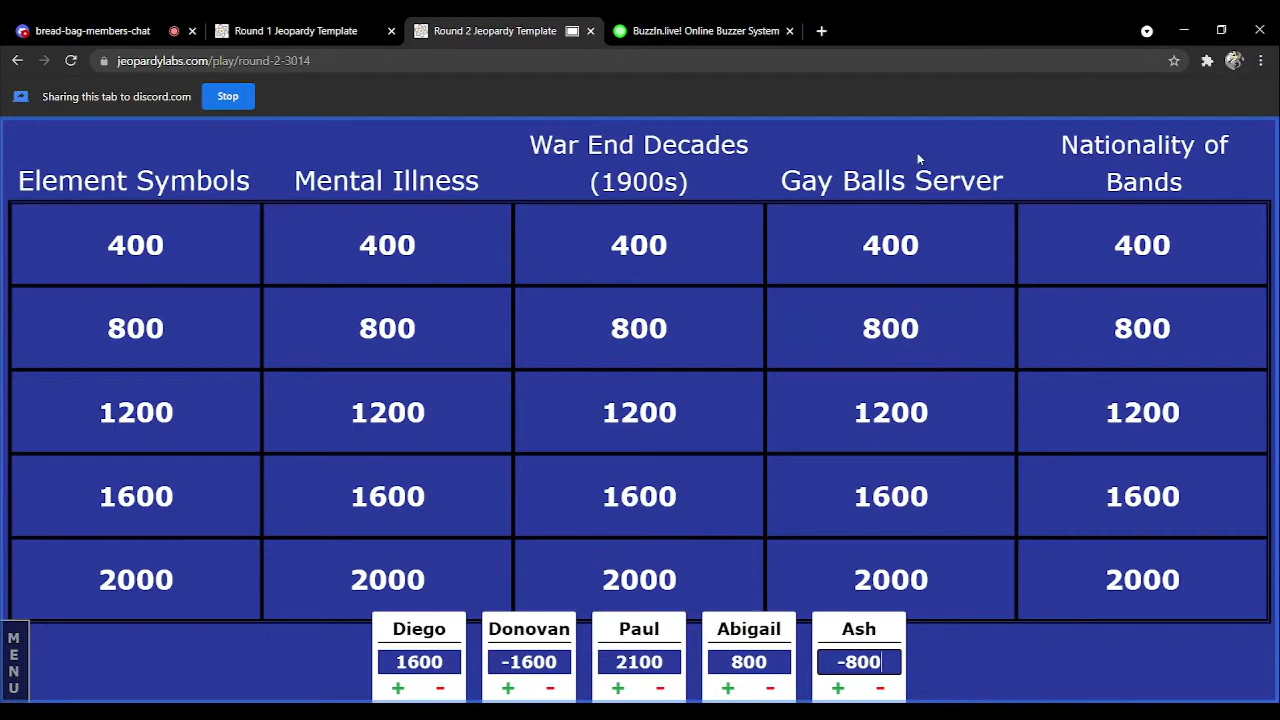 bread-bag-members-chat
Round 1 Jeopardy Template
Round 2 Jeopardy Template
BuzzIn.live! Online Buzzer System
jeopardylabs.com/play/round-2-3014
Sharing this tab to discord.com
Stop
Element Symbols
Mental Illness
War End Decades
(1900s)
Gay Balls Server
Nationality of
Bands
400 400 400 400 400
800 800 800 800 800
1200 1200 1200 1200 1200
1600 1600 1600 1600 1600
2000 2000 2000 2000 2000
MENU
Diego Donovan Paul Abigail Ash
1600 -1600 2100 800 -800
+ - + - + - + - + -